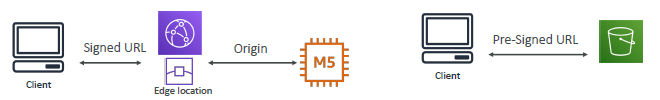 Signed URL
Origin
M5
Client
Edge location
Pre-Signed URL
Client